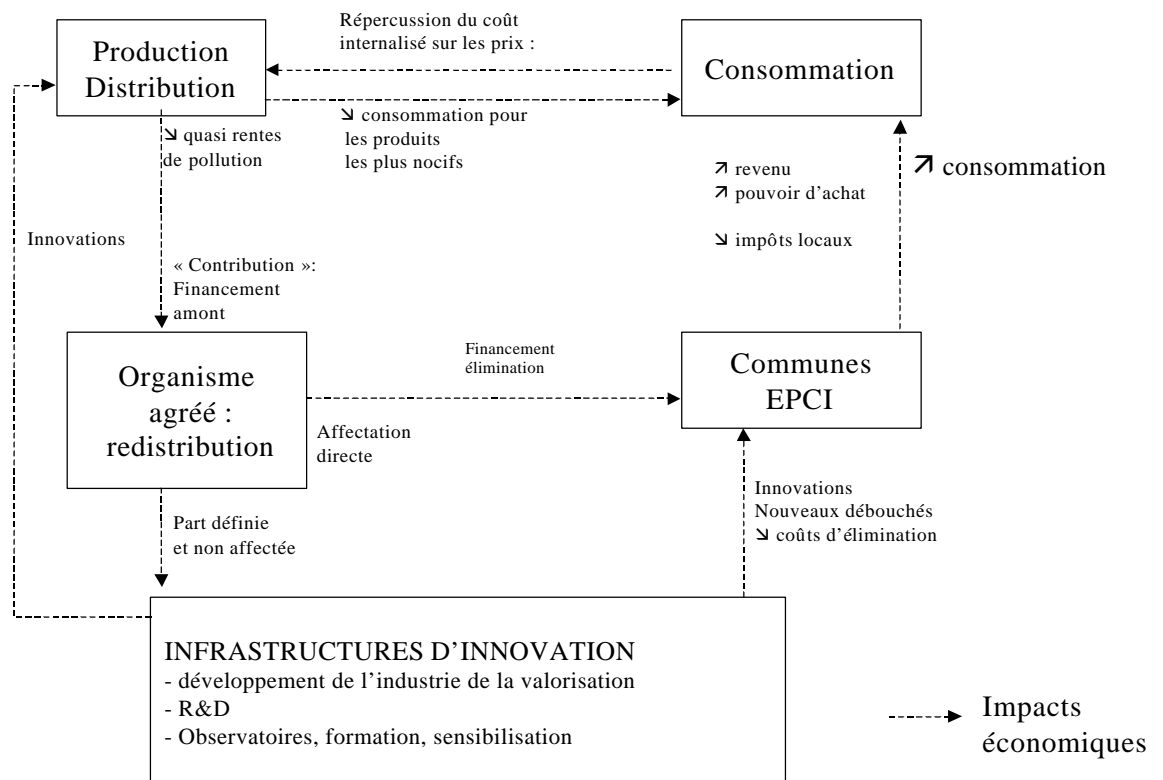 Répercussion du coût
internalisé sur les prix :
Production
Distribution
Consommation
↘ quasi rentes
de pollution
↘ consommation pour
les produits
les plus nocifs
↗ revenu
↗ pouvoir d’achat
↘ impôts locaux
↗ consommation
Innovations
« Contribution »:
Financement
amont
Organisme
agréé :
redistribution
Financement
élimination
Affectation
directe
Communes
EPCI
Part définie
et non affectée
Innovations
Nouveaux débouchés
↘ coûts d’élimination
INFRASTRUCTURES D’INNOVATION
- développement de l’industrie de la valorisation
- R&D
- Observatoires, formation, sensibilisation
Impacts
économiques